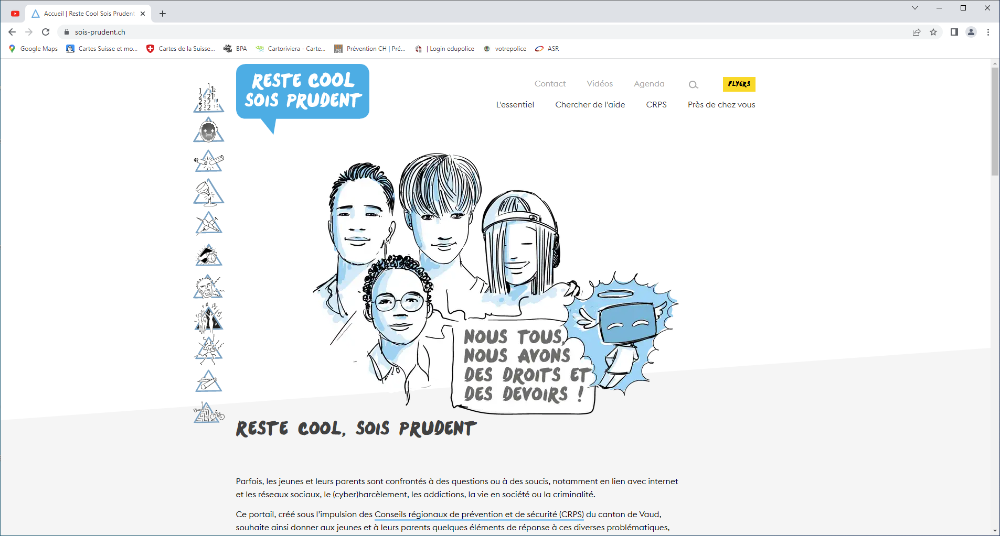 Accueil | Reste Cool Sois Prudent
sois-prudent.ch
Google Maps
Cartes Suisse et mo...
Cartes de la Suisse...
BPA
Cartoriviera - Carte...
Prévention CH | Pré...
| Login edupolice
votrepolice
ASR
RESTE COOL
SOIS PRUDENT
Contact
Vidéos
Agenda
FLYERS
L'essentiel
Chercher de l'aide
CRPS
Près de chez vous
NOUS TOUS,
NOUS AVONS
DES DROITS ET
DES DEVOIRS !
RESTE COOL, SOIS PRUDENT
Parfois, les jeunes et leurs parents sont confrontés à des questions ou à des soucis, notamment en lien avec internet
et les réseaux sociaux, le (cyber)harcèlement, les addictions, la vie en société ou la criminalité.
Ce portail, créé sous l'impulsion des Conseils régionaux de prévention et de sécurité (CRPS) du canton de Vaud,
souhaite ainsi donner aux jeunes et à leurs parents quelques éléments de réponse à ces diverses problématiques,